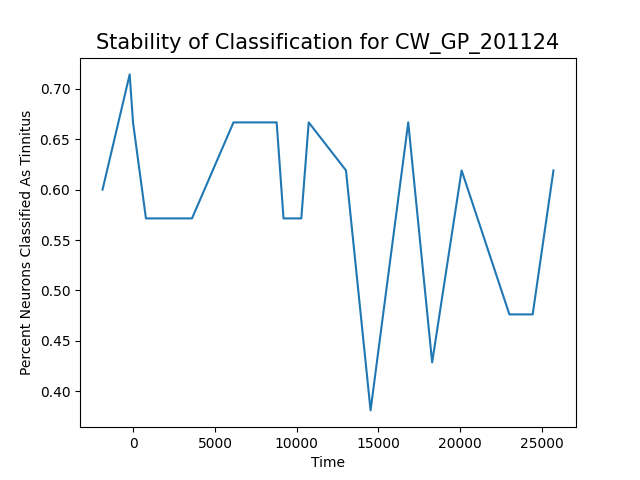 Stability of Classification for CW_GP_201124
Percent Neurons Classified As Tinnitus
0.70
0.65
0.60
0.55
0.50
0.45
0.40
0 5000 10000 15000 20000 25000
Time